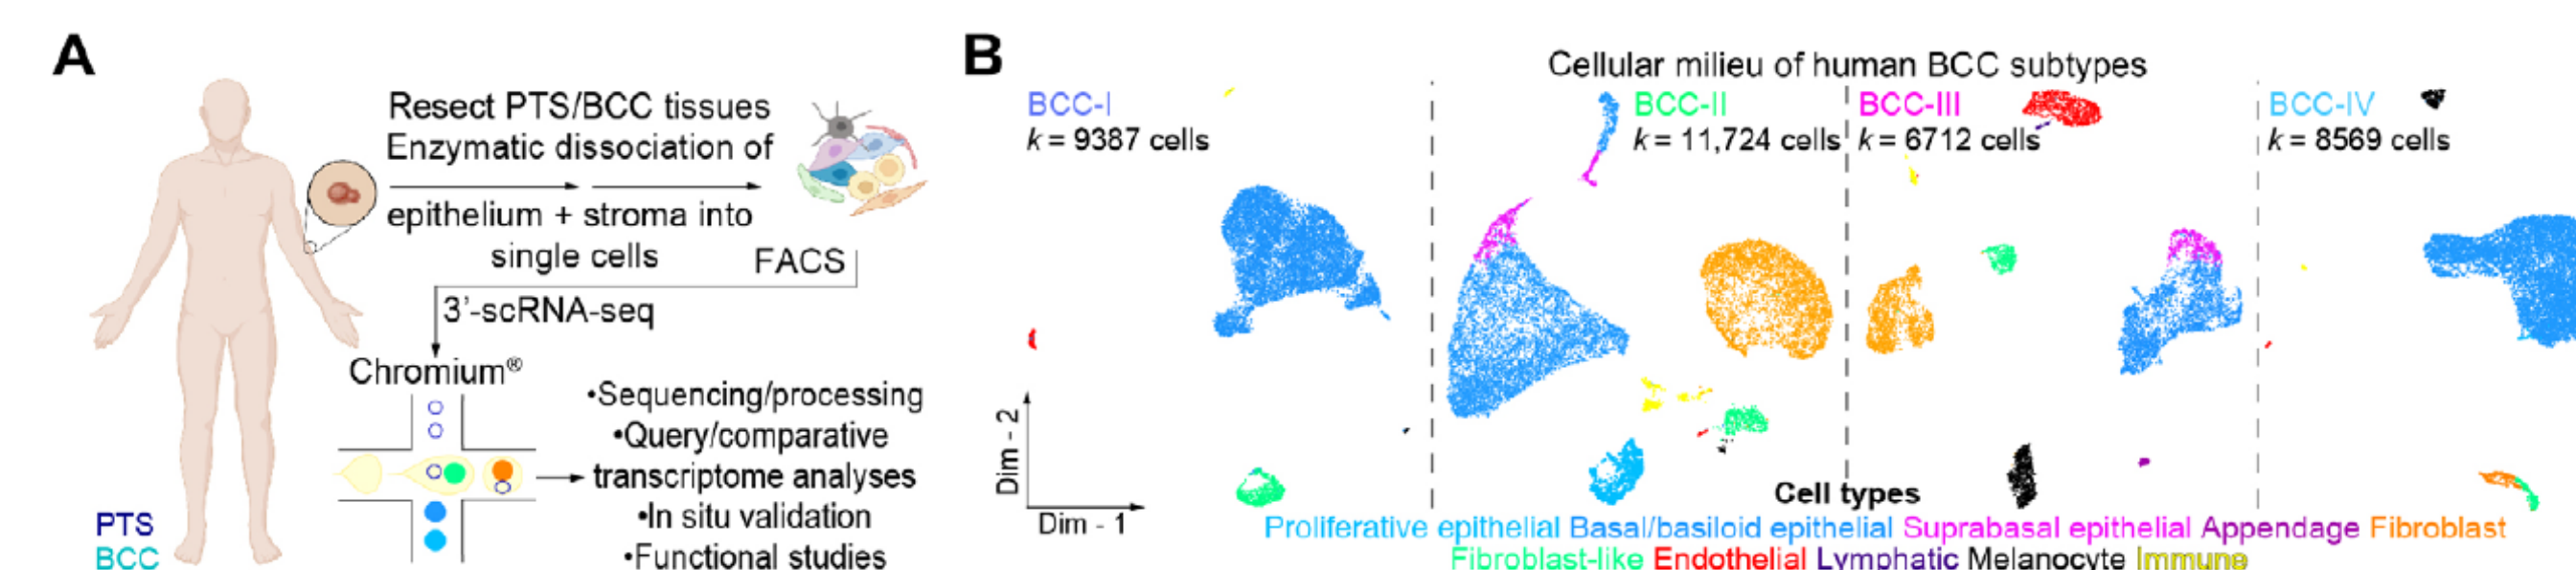 A
Resect PTS/BCC tissues
Enzymatic dissociation of
epithelium + stroma into
single cells
FACS
3’-scRNA-seq
Chromium®
•Sequencing/processing
•Query/comparative
transcriptome analyses
•In situ validation
•Functional studies
PTS
BCC
B
Cellular milieu of human BCC subtypes
BCC-I
k = 9387 cells
BCC-II
k = 11,724 cells
BCC-III
k = 6712 cells
BCC-IV
k = 8569 cells
Dim - 2
Dim - 1
Cell types
Proliferative epithelial Basal/basiloid epithelial Suprabasal epithelial Appendage Fibroblast
Fibroblast-like Endothelial Lymphatic Melanocyte Immune